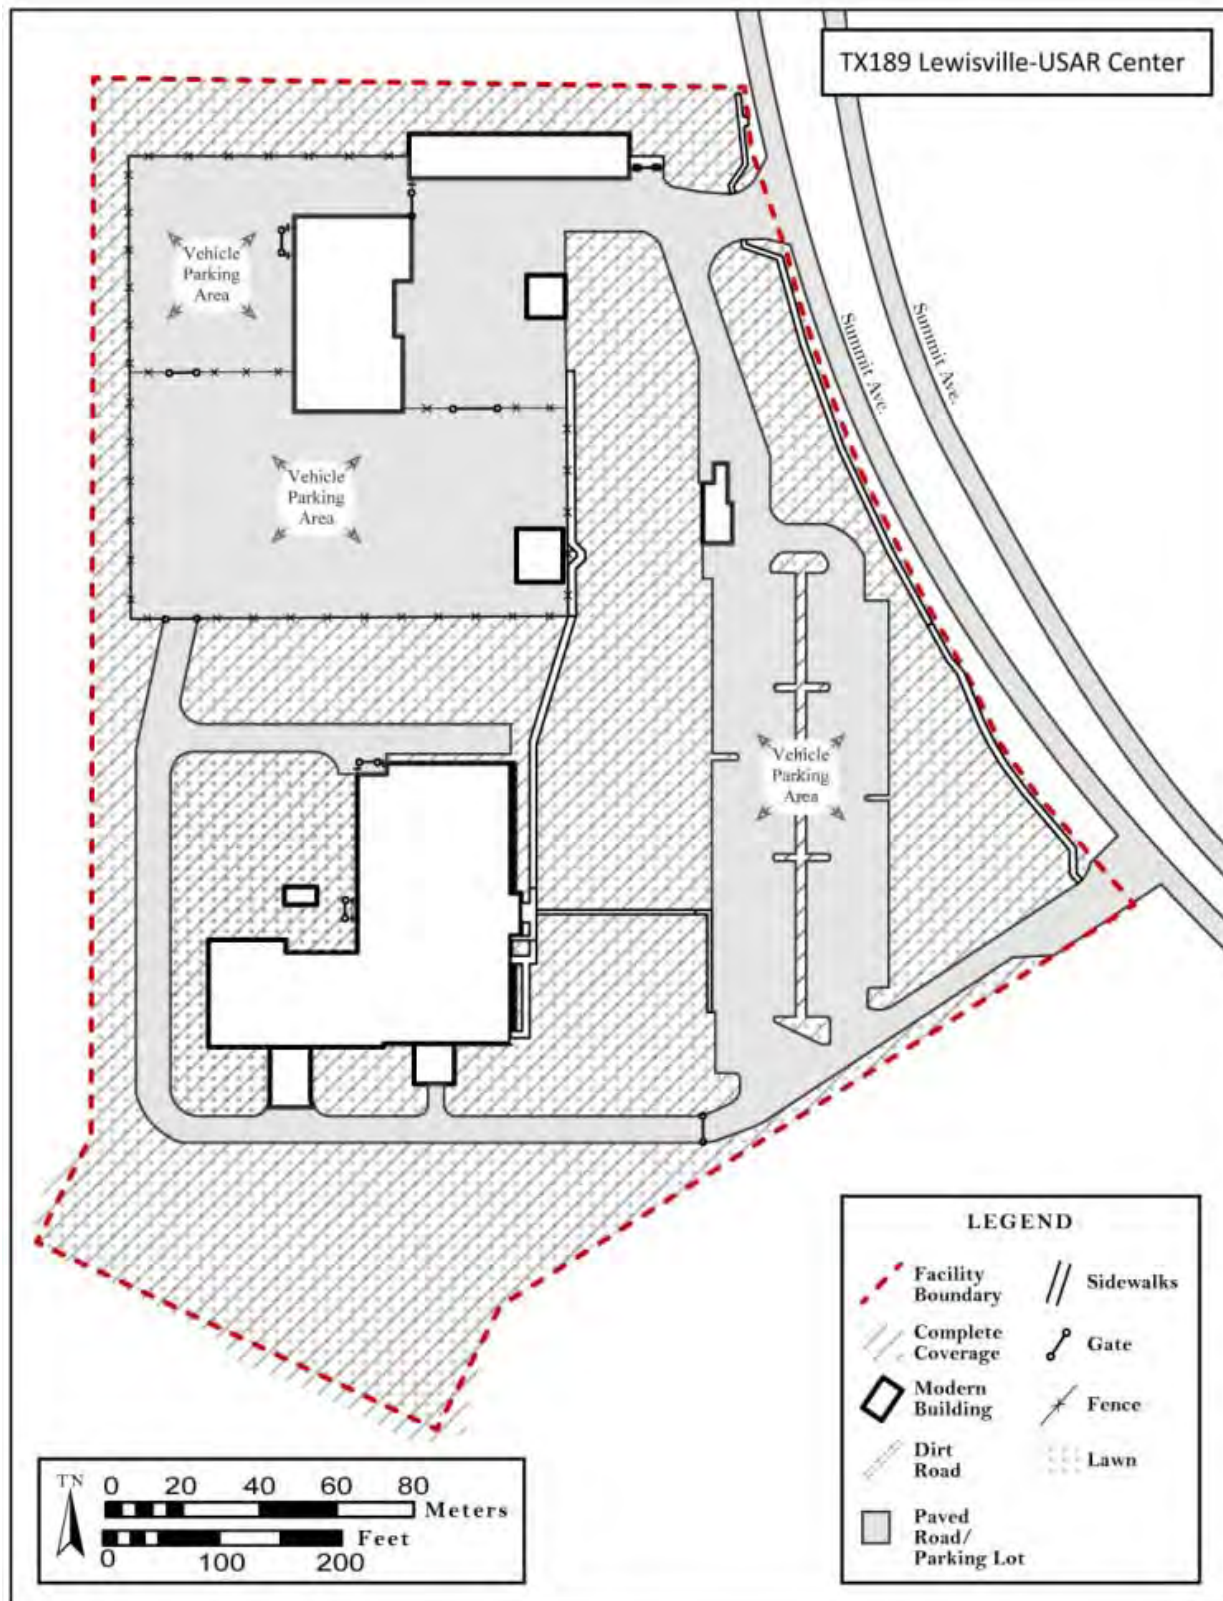 TX189 Lewisville-USAR Center
Vehicle
Parking
Area
Summit Ave.
Summit Ave.
Vehicle
Parking
Area
Vehicle
Parking
Area
LEGEND
Facility
Boundary
Sidewalks
Complete
Coverage
Gate
Modern
Building
Fence
Dirt
Road
Lawn
Paved
Road/
Parking Lot
TN
0 20 40 60 80
Meters
Feet
0 100 200